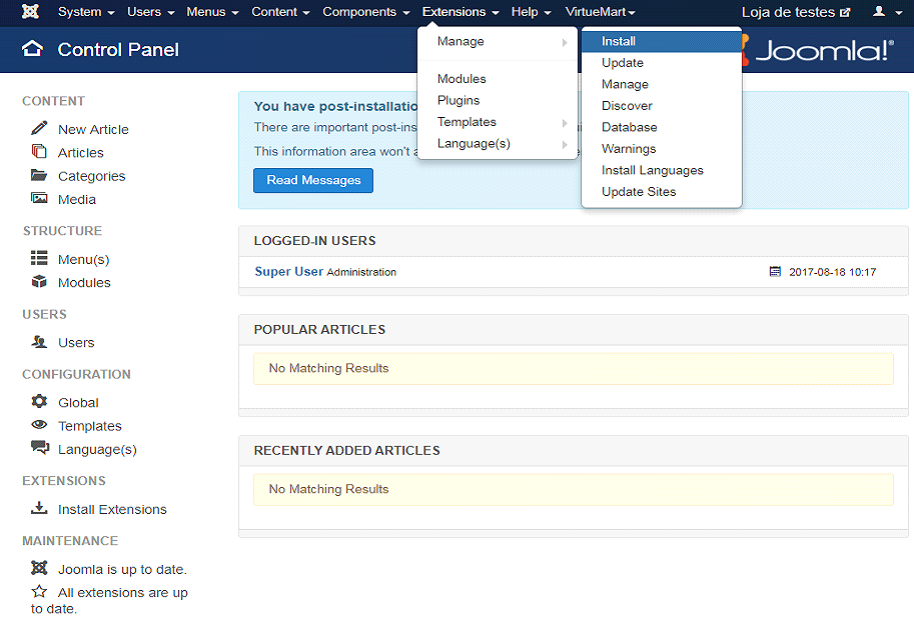 System Users Menus Content Components Extensions Help VirtueMart Loja de testes
Control Panel
Joomla!®
Manage
Modules
Plugins
Templates
Language(s)
Install
Update
Manage
Discover
Database
Warnings
Install Languages
Update Sites
CONTENT
New Article
Articles
Categories
Media
STRUCTURE
Menu(s)
Modules
USERS
Users
CONFIGURATION
Global
Templates
Language(s)
EXTENSIONS
Install Extensions
MAINTENANCE
Joomla is up to date.
All extensions are up
to date.
You have post-installatio
There are important post-ins
This information area won't a
Read Messages
LOGGED-IN USERS
Super User Administration 2017-08-18 10:17
POPULAR ARTICLES
No Matching Results
RECENTLY ADDED ARTICLES
No Matching Results